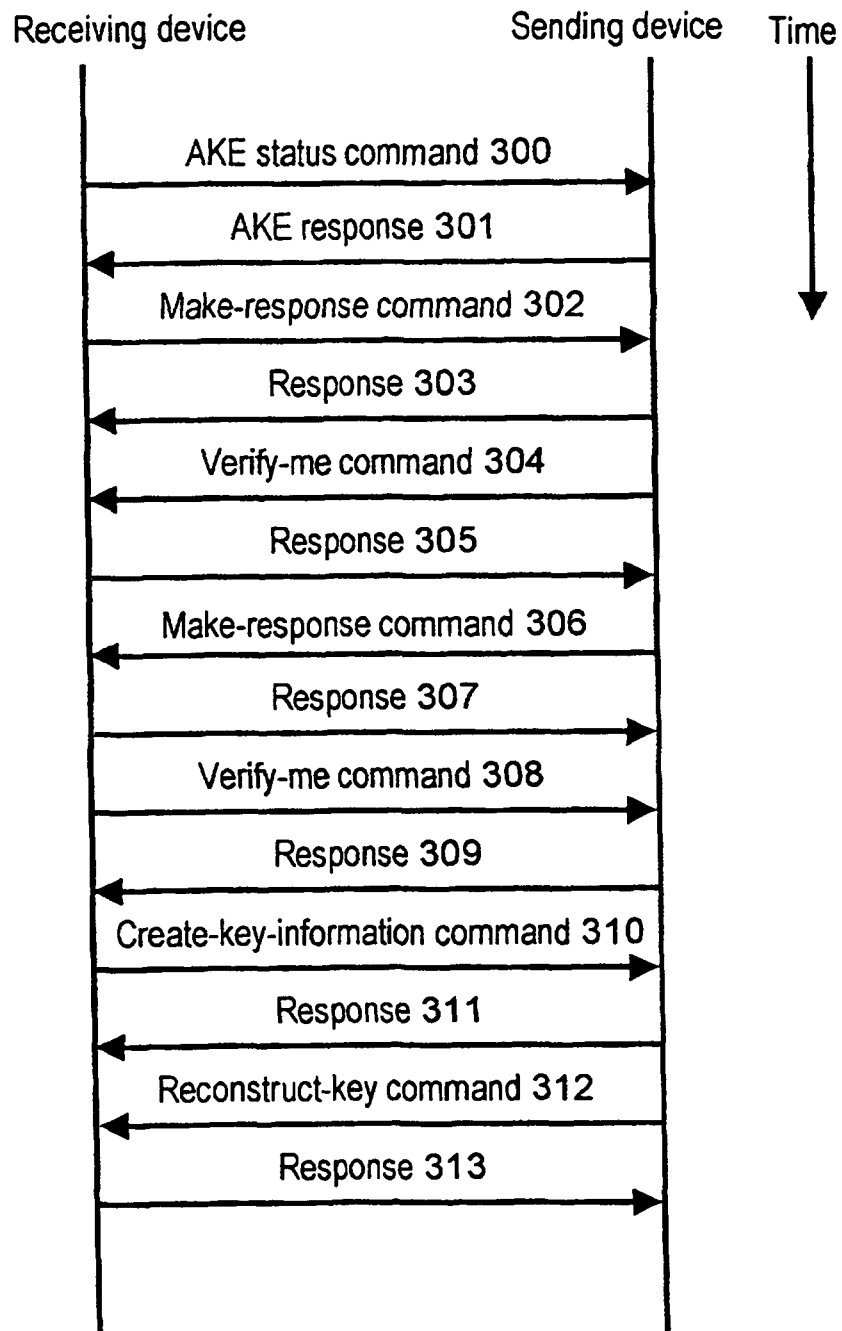 Receiving device Sending device Time
AKE status command 300
AKE response 301
Make-response command 302
Response 303
Verify-me command 304
Response 305
Make-response command 306
Response 307
Verify-me command 308
Response 309
Create-key-information command 310
Response 311
Reconstruct-key command 312
Response 313